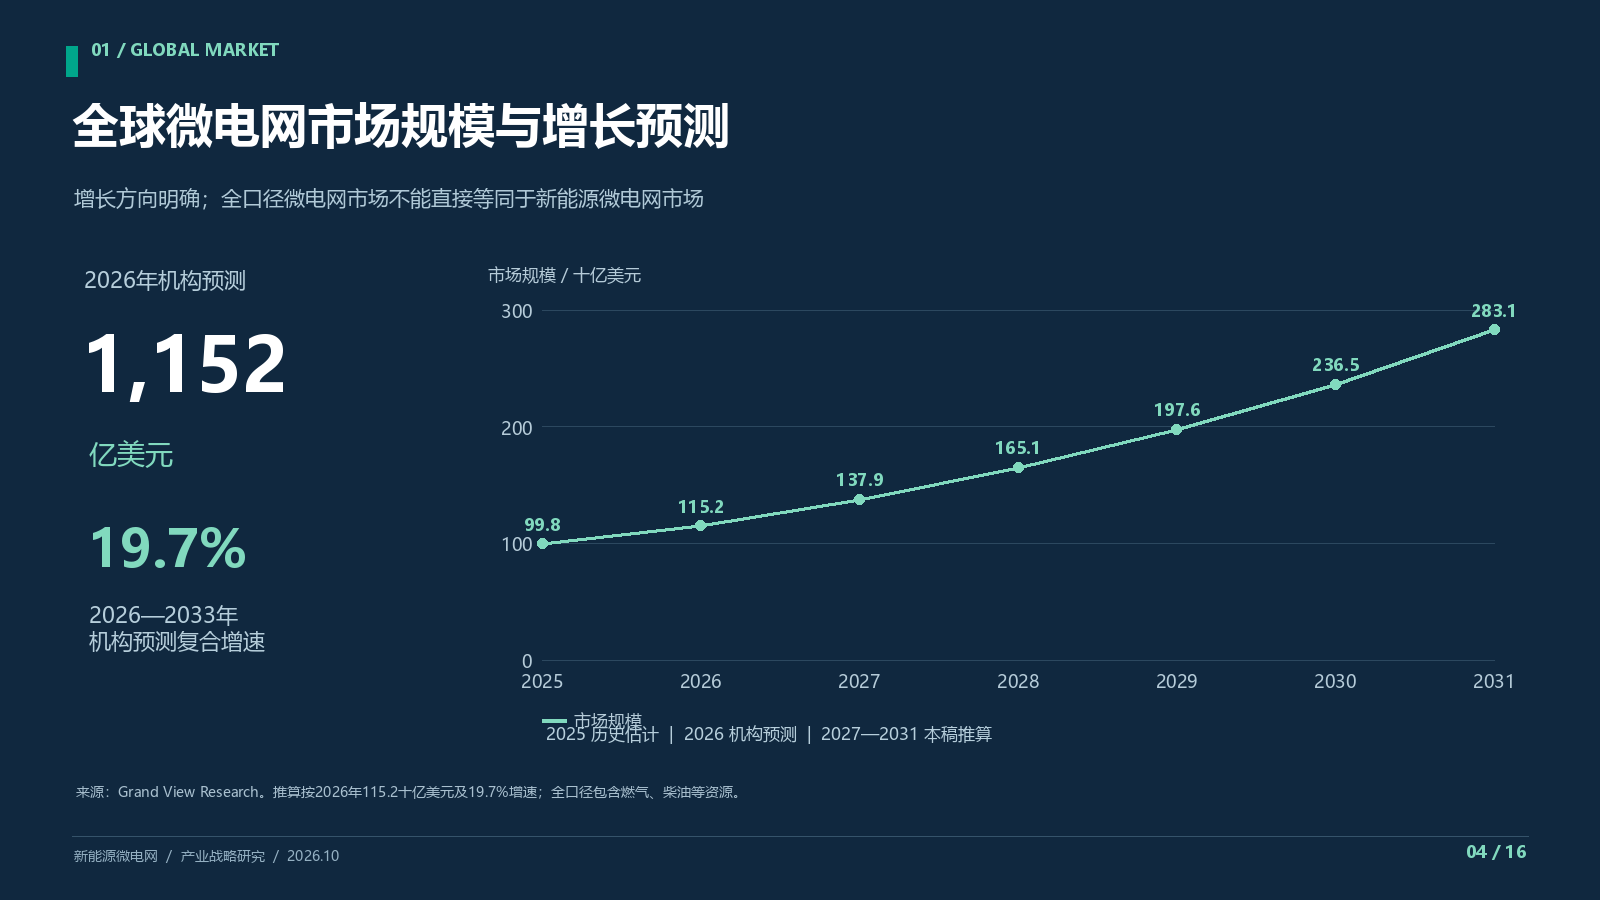 01 / GLOBAL MARKET
全球微电网市场规模与增长预测
增长方向明确；全口径微电网市场不能直接等同于新能源微电网市场
2026年机构预测
1,152
亿美元
19.7%
2026—2033年
机构预测复合增速
市场规模 / 十亿美元
300
200
100
0
99.8
115.2
137.9
165.1
197.6
236.5
283.1
2025
2026
2027
2028
2029
2030
2031
市场规模
2025 历史估计 | 2026 机构预测 | 2027—2031 本稿推算
来源：Grand View Research。推算按2026年115.2十亿美元及19.7%增速；全口径包含燃气、柴油等资源。
新能源微电网 / 产业战略研究 / 2026.10
04 / 16